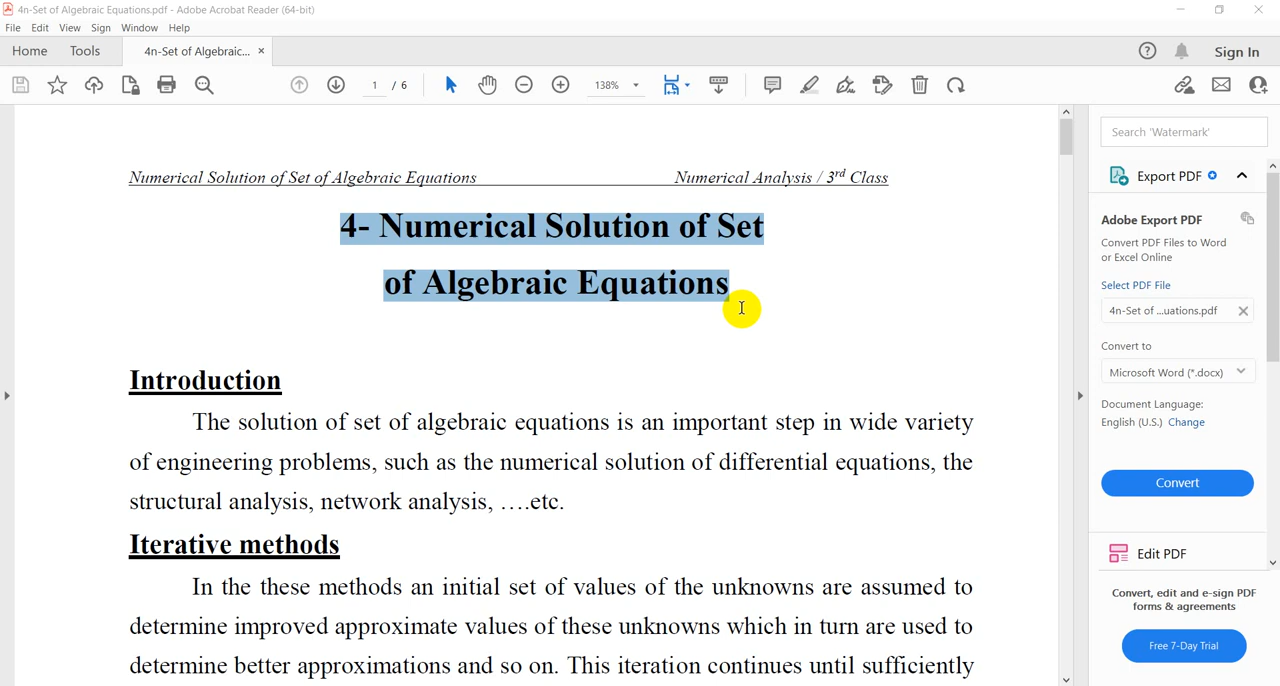 4n-Set of Algebraic Equations.pdf - Adobe Acrobat Reader (64-bit)
File Edit View Sign Window Help
Home Tools 4n-Set of Algebraic... × Sign In
1 / 6 138%
Search 'Watermark'
Numerical Solution of Set of Algebraic Equations Numerical Analysis / 3rd Class
4- Numerical Solution of Set
of Algebraic Equations
Introduction
The solution of set of algebraic equations is an important step in wide variety
of engineering problems, such as the numerical solution of differential equations, the
structural analysis, network analysis, ….etc.
Iterative methods
In the these methods an initial set of values of the unknowns are assumed to
determine improved approximate values of these unknowns which in turn are used to
determine better approximations and so on. This iteration continues until sufficiently
Export PDF
Adobe Export PDF
Convert PDF Files to Word
or Excel Online
Select PDF File
4n-Set of ...uations.pdf
Convert to
Microsoft Word (*.docx)
Document Language:
English (U.S.) Change
Convert
Edit PDF
Convert, edit and e-sign PDF
forms & agreements
Free 7-Day Trial